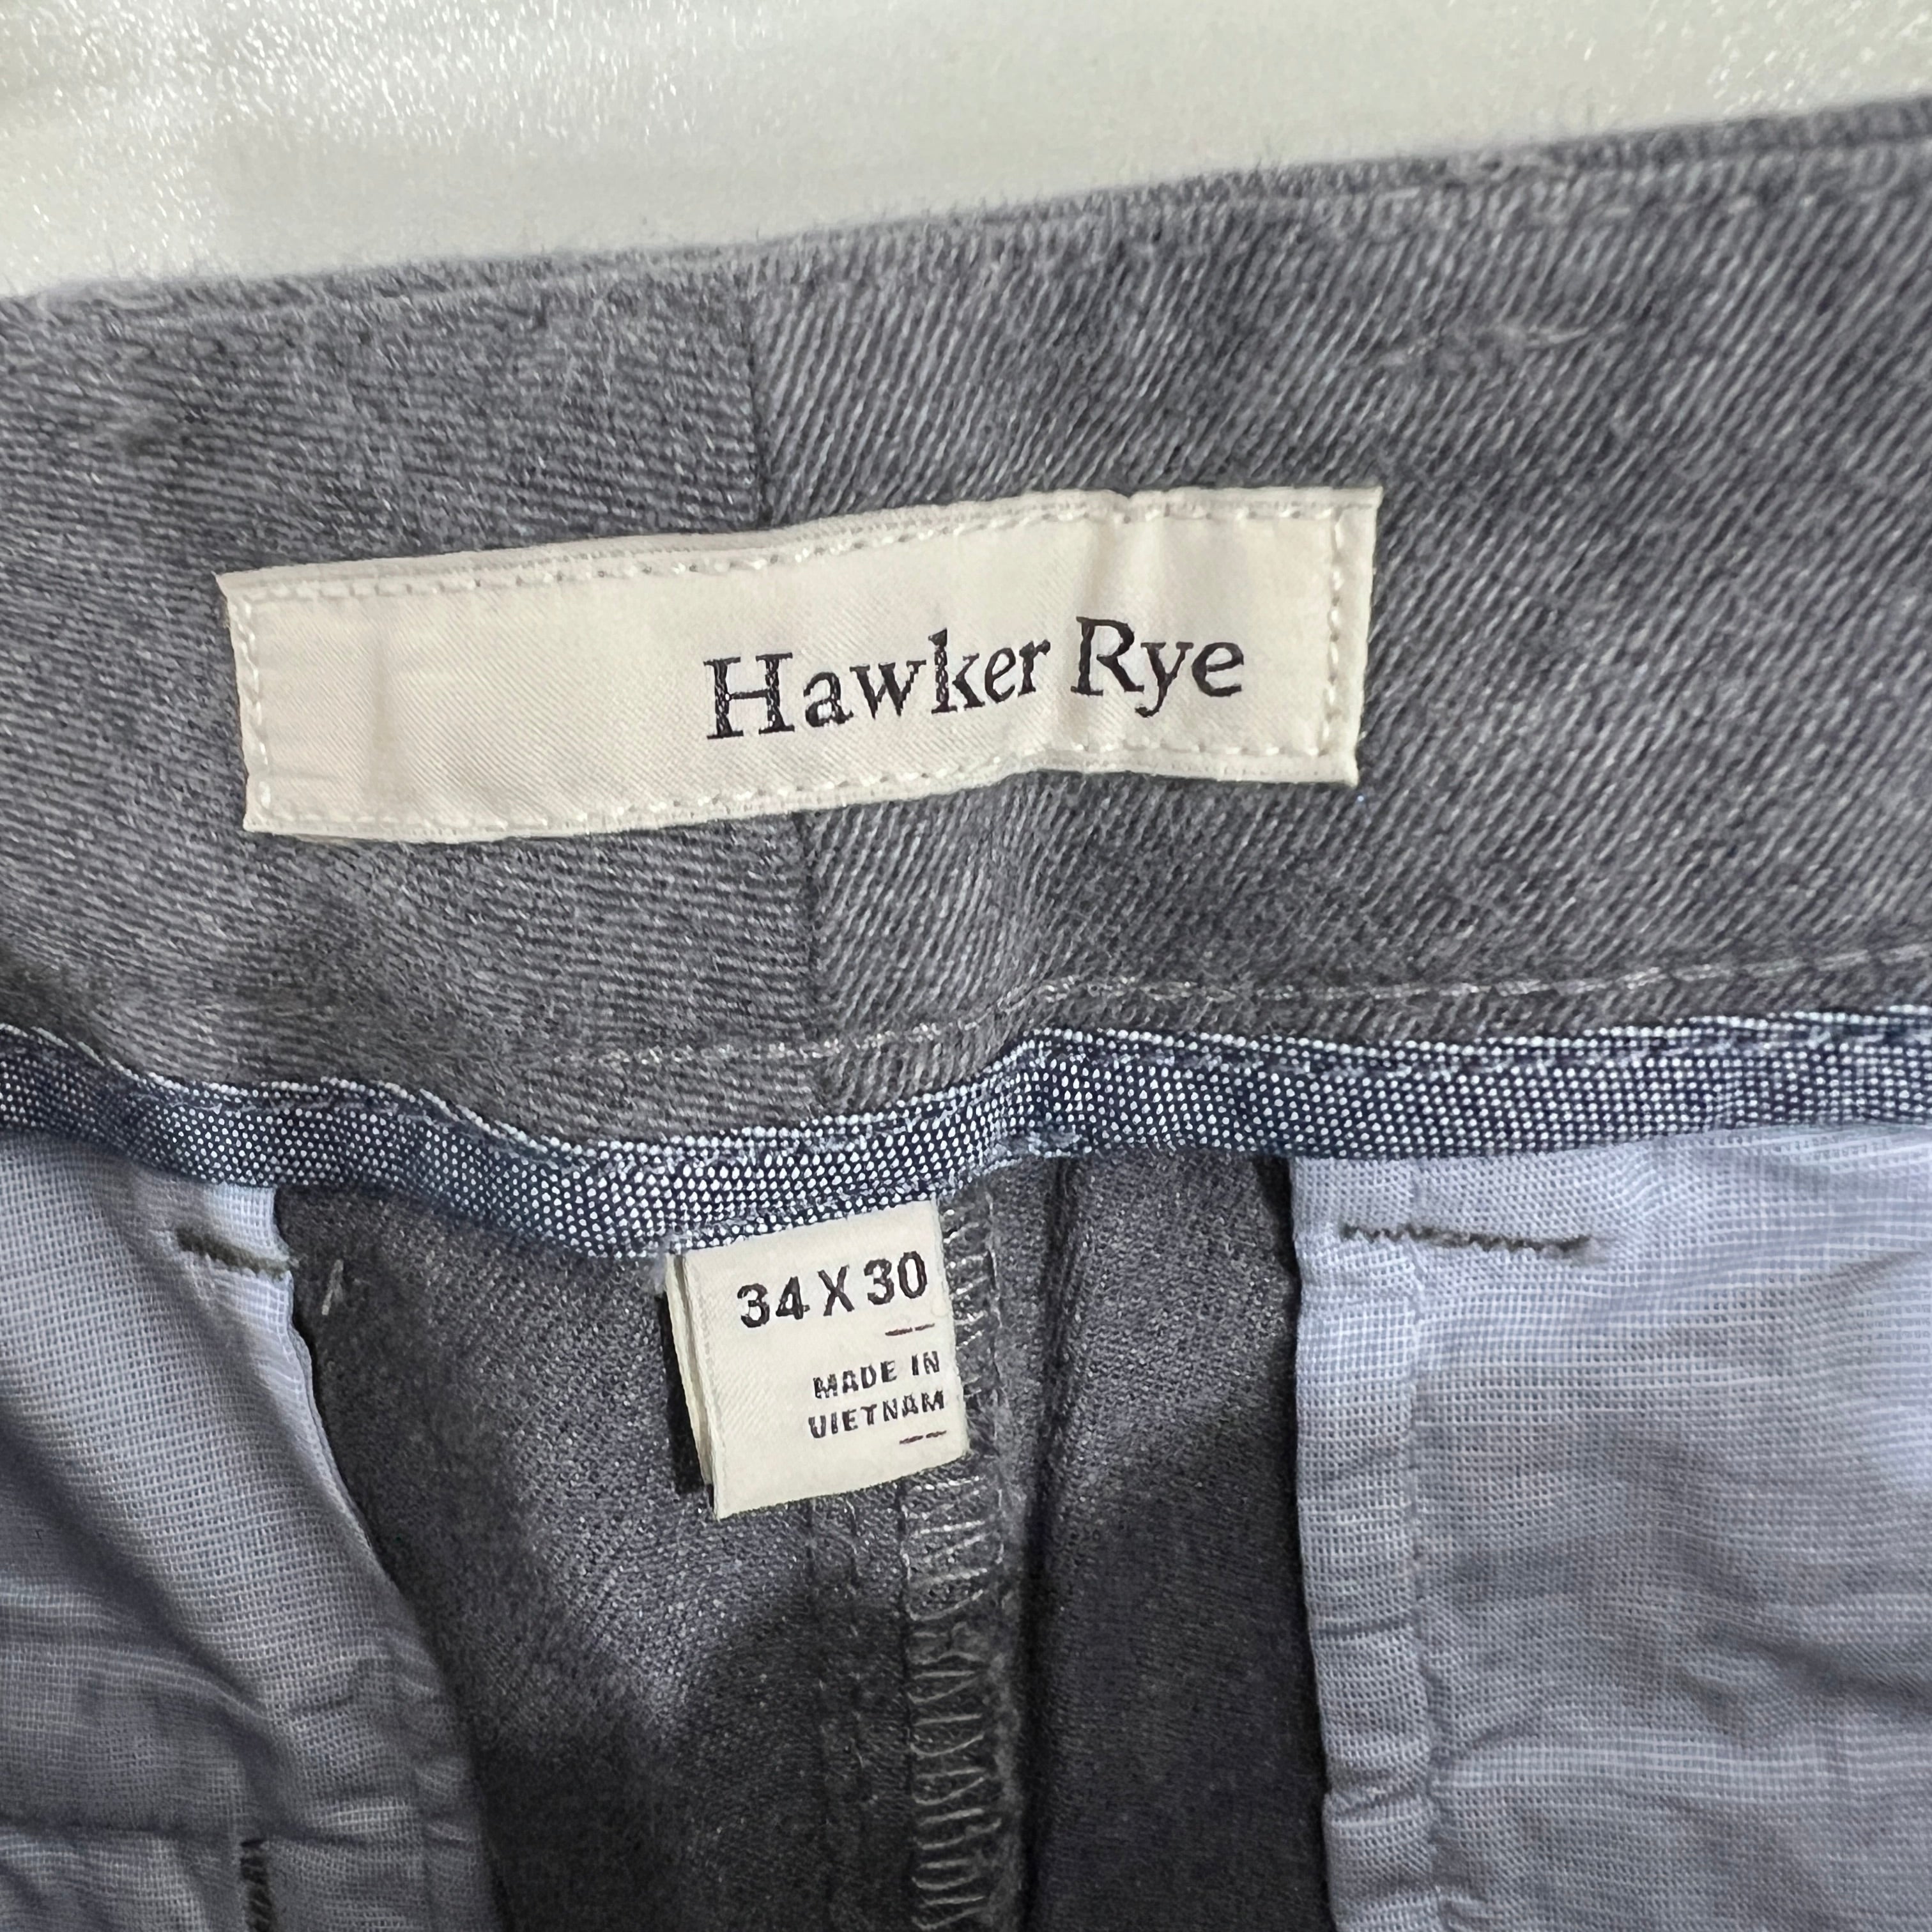 Hawker Rye
34 X 30
MADE IN
VIETNAM